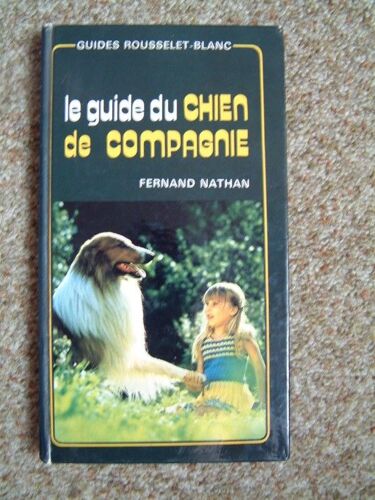 GUIDES ROUSSELET-BLANC
le guide du CHIEN
de COMPAGNIE
FERNAND NATHAN